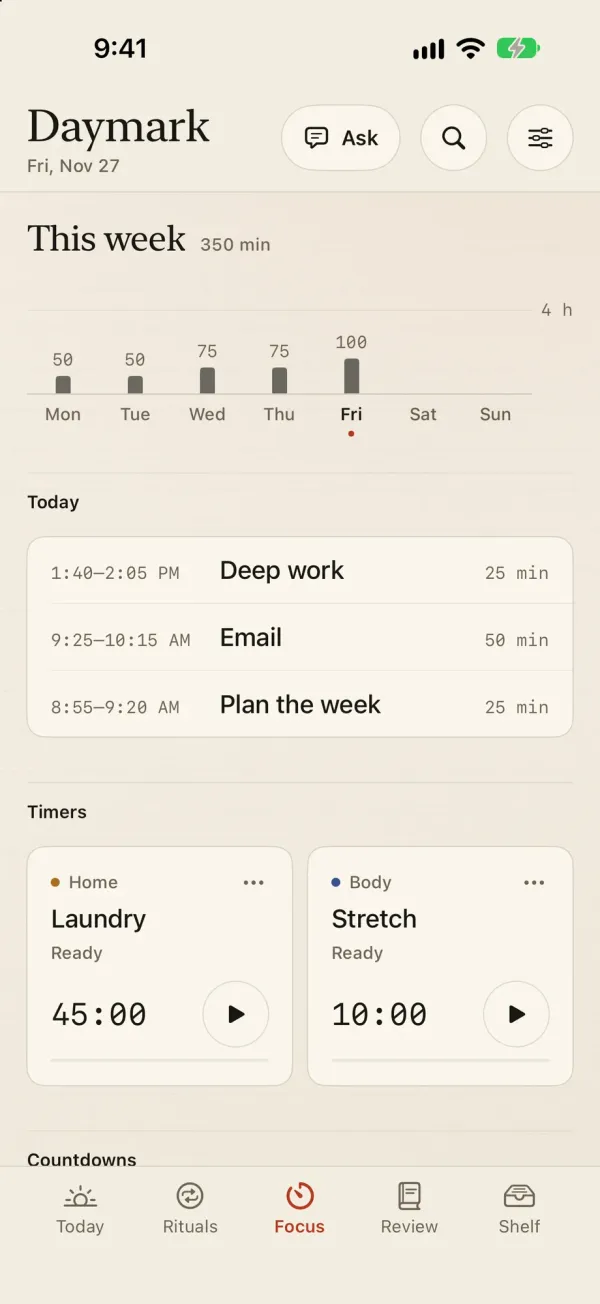 9:41
Daymark
Fri, Nov 27
Ask
This week 350 min
4 h
50 50 75 75 100
Mon Tue Wed Thu Fri Sat Sun
Today
1:40–2:05 PM Deep work 25 min
9:25–10:15 AM Email 50 min
8:55–9:20 AM Plan the week 25 min
Timers
Home
Laundry
Ready
45:00
Body
Stretch
Ready
10:00
Countdowns
Today Rituals Focus Review Shelf